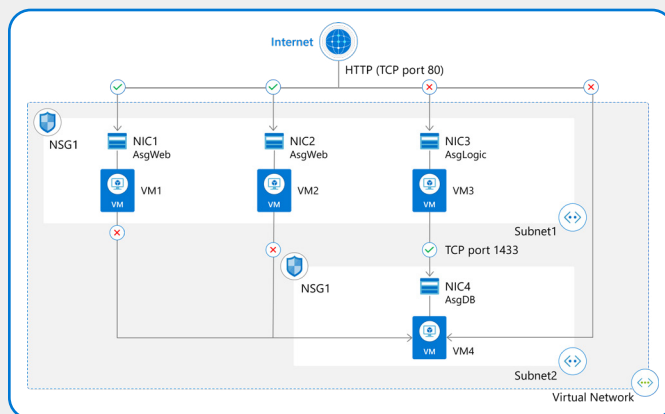 Internet
HTTP (TCP port 80)
NSG1
NIC1
AsgWeb
NIC2
AsgWeb
NIC3
AsgLogic
VM
VM1
VM
VM2
VM
VM3
Subnet1
TCP port 1433
NSG1
NIC4
AsgDB
VM
VM4
Subnet2
Virtual Network